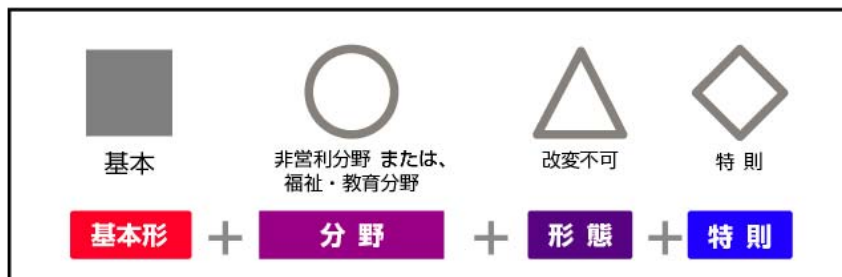 基本
非営利分野 または、
福祉・教育分野
改変不可
特 則
基本形 + 分 野 + 形 態 + 特 則